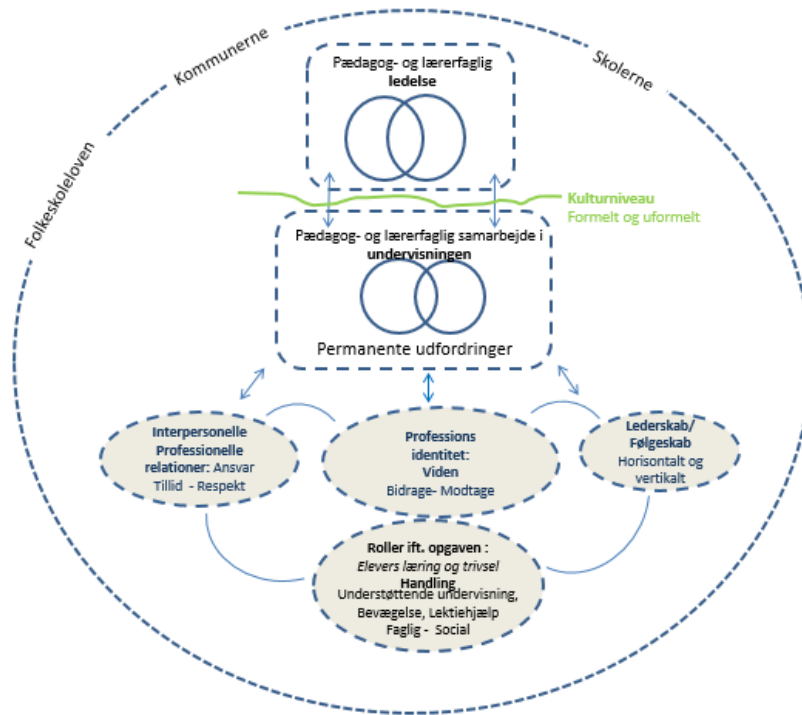 Kommunerne
Skolerne
Folkeskoleloven
Pædagog- og lærerfaglig
ledelse
Kulturniveau
Formelt og uformelt
Pædagog- og lærerfaglig samarbejde i
undervisningen
Permanente udfordringer
Interpersonelle
Professionelle
relationer: Ansvar
Tillid - Respekt
Professions
identitet:
Viden
Bidrage- Modtage
Lederskab/
Følgeskab
Horisontalt og
vertikalt
Roller ift. opgaven :
Elevers læring og trivsel
Handling
Understøttende undervisning,
Bevægelse, Lektiehjælp
Faglig - Social